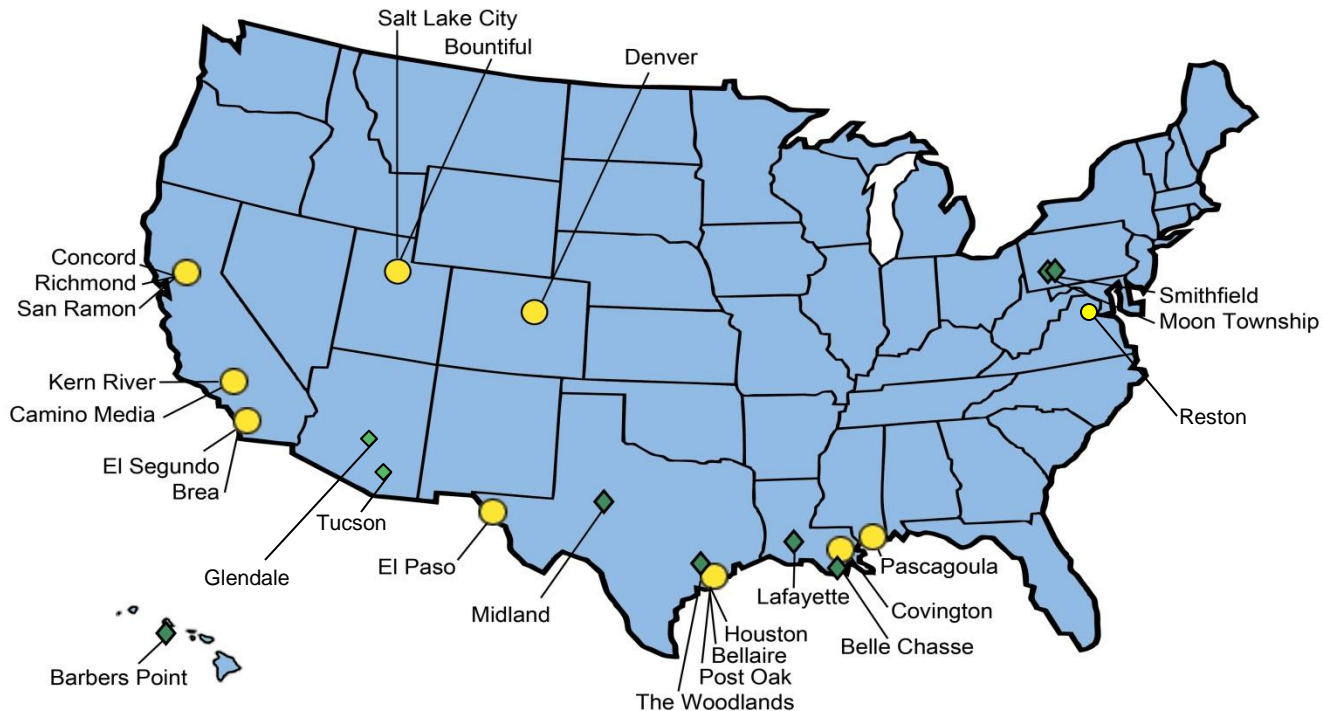 Salt Lake City
Bountiful
Denver
Concord
Richmond
San Ramon
Smithfield
Moon Township
Kern River
Camino Media
Reston
El Segundo
Brea
Tucson
El Paso
Glendale
Pascagoula
Lafayette
Midland
Covington
Houston
Belle Chasse
Bellaire
Post Oak
Barbers Point
The Woodlands